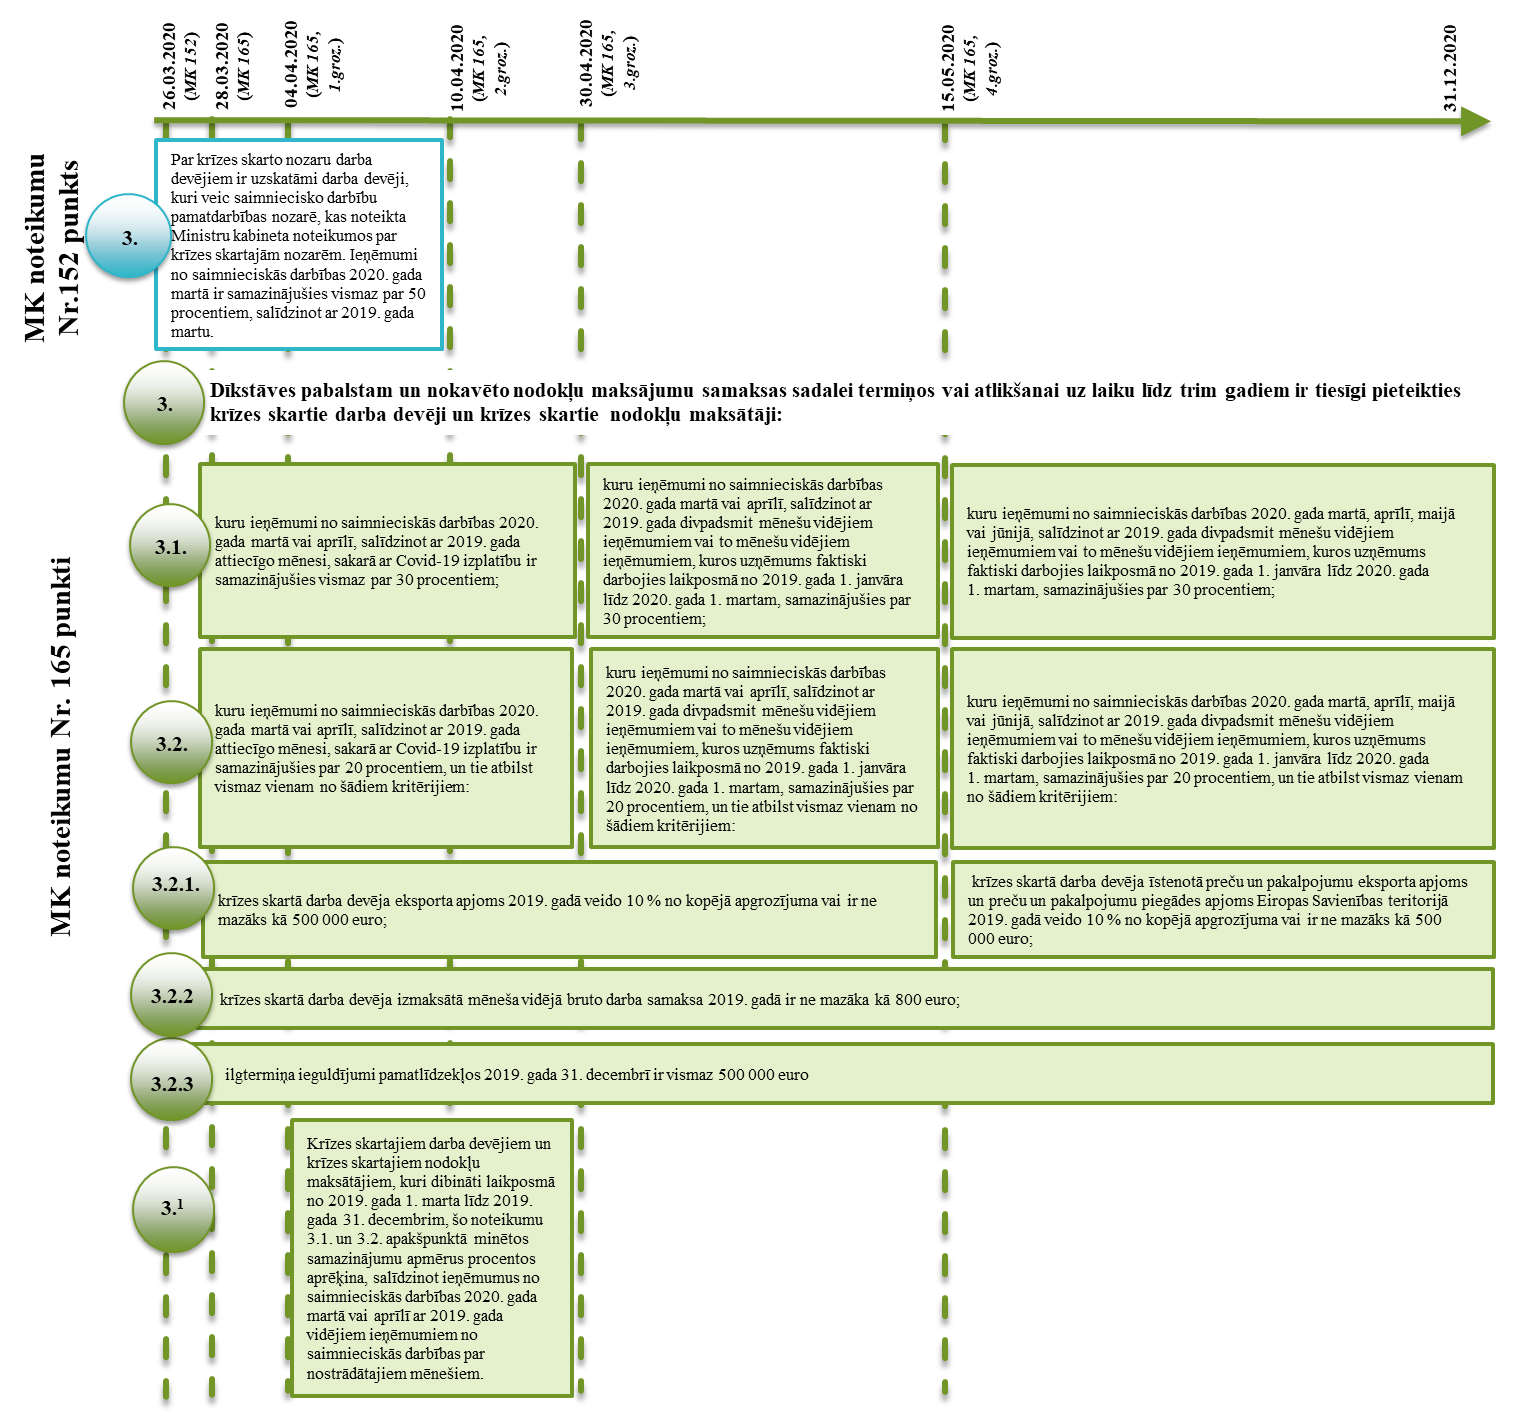 26.03.2020
(MK 152)
28.03.2020
(MK 165)
04.04.2020
(MK 165,
1.groz.)
10.04.2020
(MK 165,
2.groz.)
30.04.2020
(MK 165,
3.groz.)
15.05.2020
(MK 165,
4.groz.)
31.12.2020
MK noteikumu
Nr.152 punkts
3.
Par krīzes skarto nozaru darba
devējiem ir uzskatāmi darba devēji,
kuri veic saimniecisko darbību
pamatdarbības nozarē, kas noteikta
Ministru kabineta noteikumos par
krīzes skartajām nozarēm. Ieņēmumi
no saimnieciskās darbības 2020. gada
martā ir samazinājušies vismaz par 50
procentiem, salīdzinot ar 2019. gada
martu.
MK noteikumu Nr. 165 punkti
3.
Dīkstāves pabalstam un nokavēto nodokļu maksājumu samaksas sadalei termiņos vai atlikšanai uz laiku līdz trim gadiem ir tiesīgi pieteikties
krīzes skartie darba devēji un krīzes skartie nodokļu maksātāji:
3.1.
kuru ieņēmumi no saimnieciskās darbības 2020.
gada martā vai aprīlī, salīdzinot ar 2019. gada
attiecīgo mēnesi, sakarā ar Covid-19 izplatību ir
samazinājušies vismaz par 30 procentiem;
kuru ieņēmumi no saimnieciskās darbības
2020. gada martā vai aprīlī, salīdzinot ar
2019. gada divpadsmit mēnešu vidējiem
ieņēmumiem vai to mēnešu vidējiem
ieņēmumiem, kuros uzņēmums faktiski
darbojies laikposmā no 2019. gada 1. janvāra
līdz 2020. gada 1. martam, samazinājušies par
30 procentiem;
kuru ieņēmumi no saimnieciskās darbības 2020. gada martā, aprīlī, maijā
vai jūnijā, salīdzinot ar 2019. gada divpadsmit mēnešu vidējiem
ieņēmumiem vai to mēnešu vidējiem ieņēmumiem, kuros uzņēmums
faktiski darbojies laikposmā no 2019. gada 1. janvāra līdz 2020. gada
1. martam, samazinājušies par 30 procentiem;
3.2.
kuru ieņēmumi no saimnieciskās darbības 2020.
gada martā vai aprīlī, salīdzinot ar 2019. gada
attiecīgo mēnesi, sakarā ar Covid-19 izplatību ir
samazinājušies par 20 procentiem, un tie atbilst
vismaz vienam no šādiem kritērijiem:
kuru ieņēmumi no saimnieciskās darbības
2020. gada martā vai aprīlī, salīdzinot ar
2019. gada divpadsmit mēnešu vidējiem
ieņēmumiem vai to mēnešu vidējiem
ieņēmumiem, kuros uzņēmums faktiski
darbojies laikposmā no 2019. gada 1. janvāra
līdz 2020. gada 1. martam, samazinājušies par
20 procentiem, un tie atbilst vismaz vienam no
šādiem kritērijiem:
kuru ieņēmumi no saimnieciskās darbības 2020. gada martā, aprīlī, maijā
vai jūnijā, salīdzinot ar 2019. gada divpadsmit mēnešu vidējiem
ieņēmumiem vai to mēnešu vidējiem ieņēmumiem, kuros uzņēmums
faktiski darbojies laikposmā no 2019. gada 1. janvāra līdz 2020. gada
1. martam, samazinājušies par 20 procentiem, un tie atbilst vismaz vienam
no šādiem kritērijiem:
3.2.1.
krīzes skartā darba devēja eksporta apjoms 2019. gadā veido 10 % no kopējā apgrozījuma vai ir ne
mazāks kā 500 000 euro;
krīzes skartā darba devēja īstenotā preču un pakalpojumu eksporta apjoms
un preču un pakalpojumu piegādes apjoms Eiropas Savienības teritorijā
2019. gadā veido 10 % no kopējā apgrozījuma vai ir ne mazāks kā 500
000 euro;
3.2.2
krīzes skartā darba devēja izmaksātā mēneša vidējā bruto darba samaksa 2019. gadā ir ne mazāka kā 800 euro;
3.2.3
ilgtermiņa ieguldījumi pamatlīdzekļos 2019. gada 31. decembrī ir vismaz 500 000 euro
3.¹
Krīzes skartajiem darba devējiem un
krīzes skartajiem nodokļu
maksātājiem, kuri dibināti laikposmā
no 2019. gada 1. marta līdz 2019.
gada 31. decembrim, šo noteikumu
3.1. un 3.2. apakšpunktā minētos
samazinājumu apmērus procentos
aprēķina, salīdzinot ieņēmumus no
saimnieciskās darbības 2020. gada
martā vai aprīlī ar 2019. gada
vidējiem ieņēmumiem no
saimnieciskās darbības par
nostrādātajiem mēnešiem.